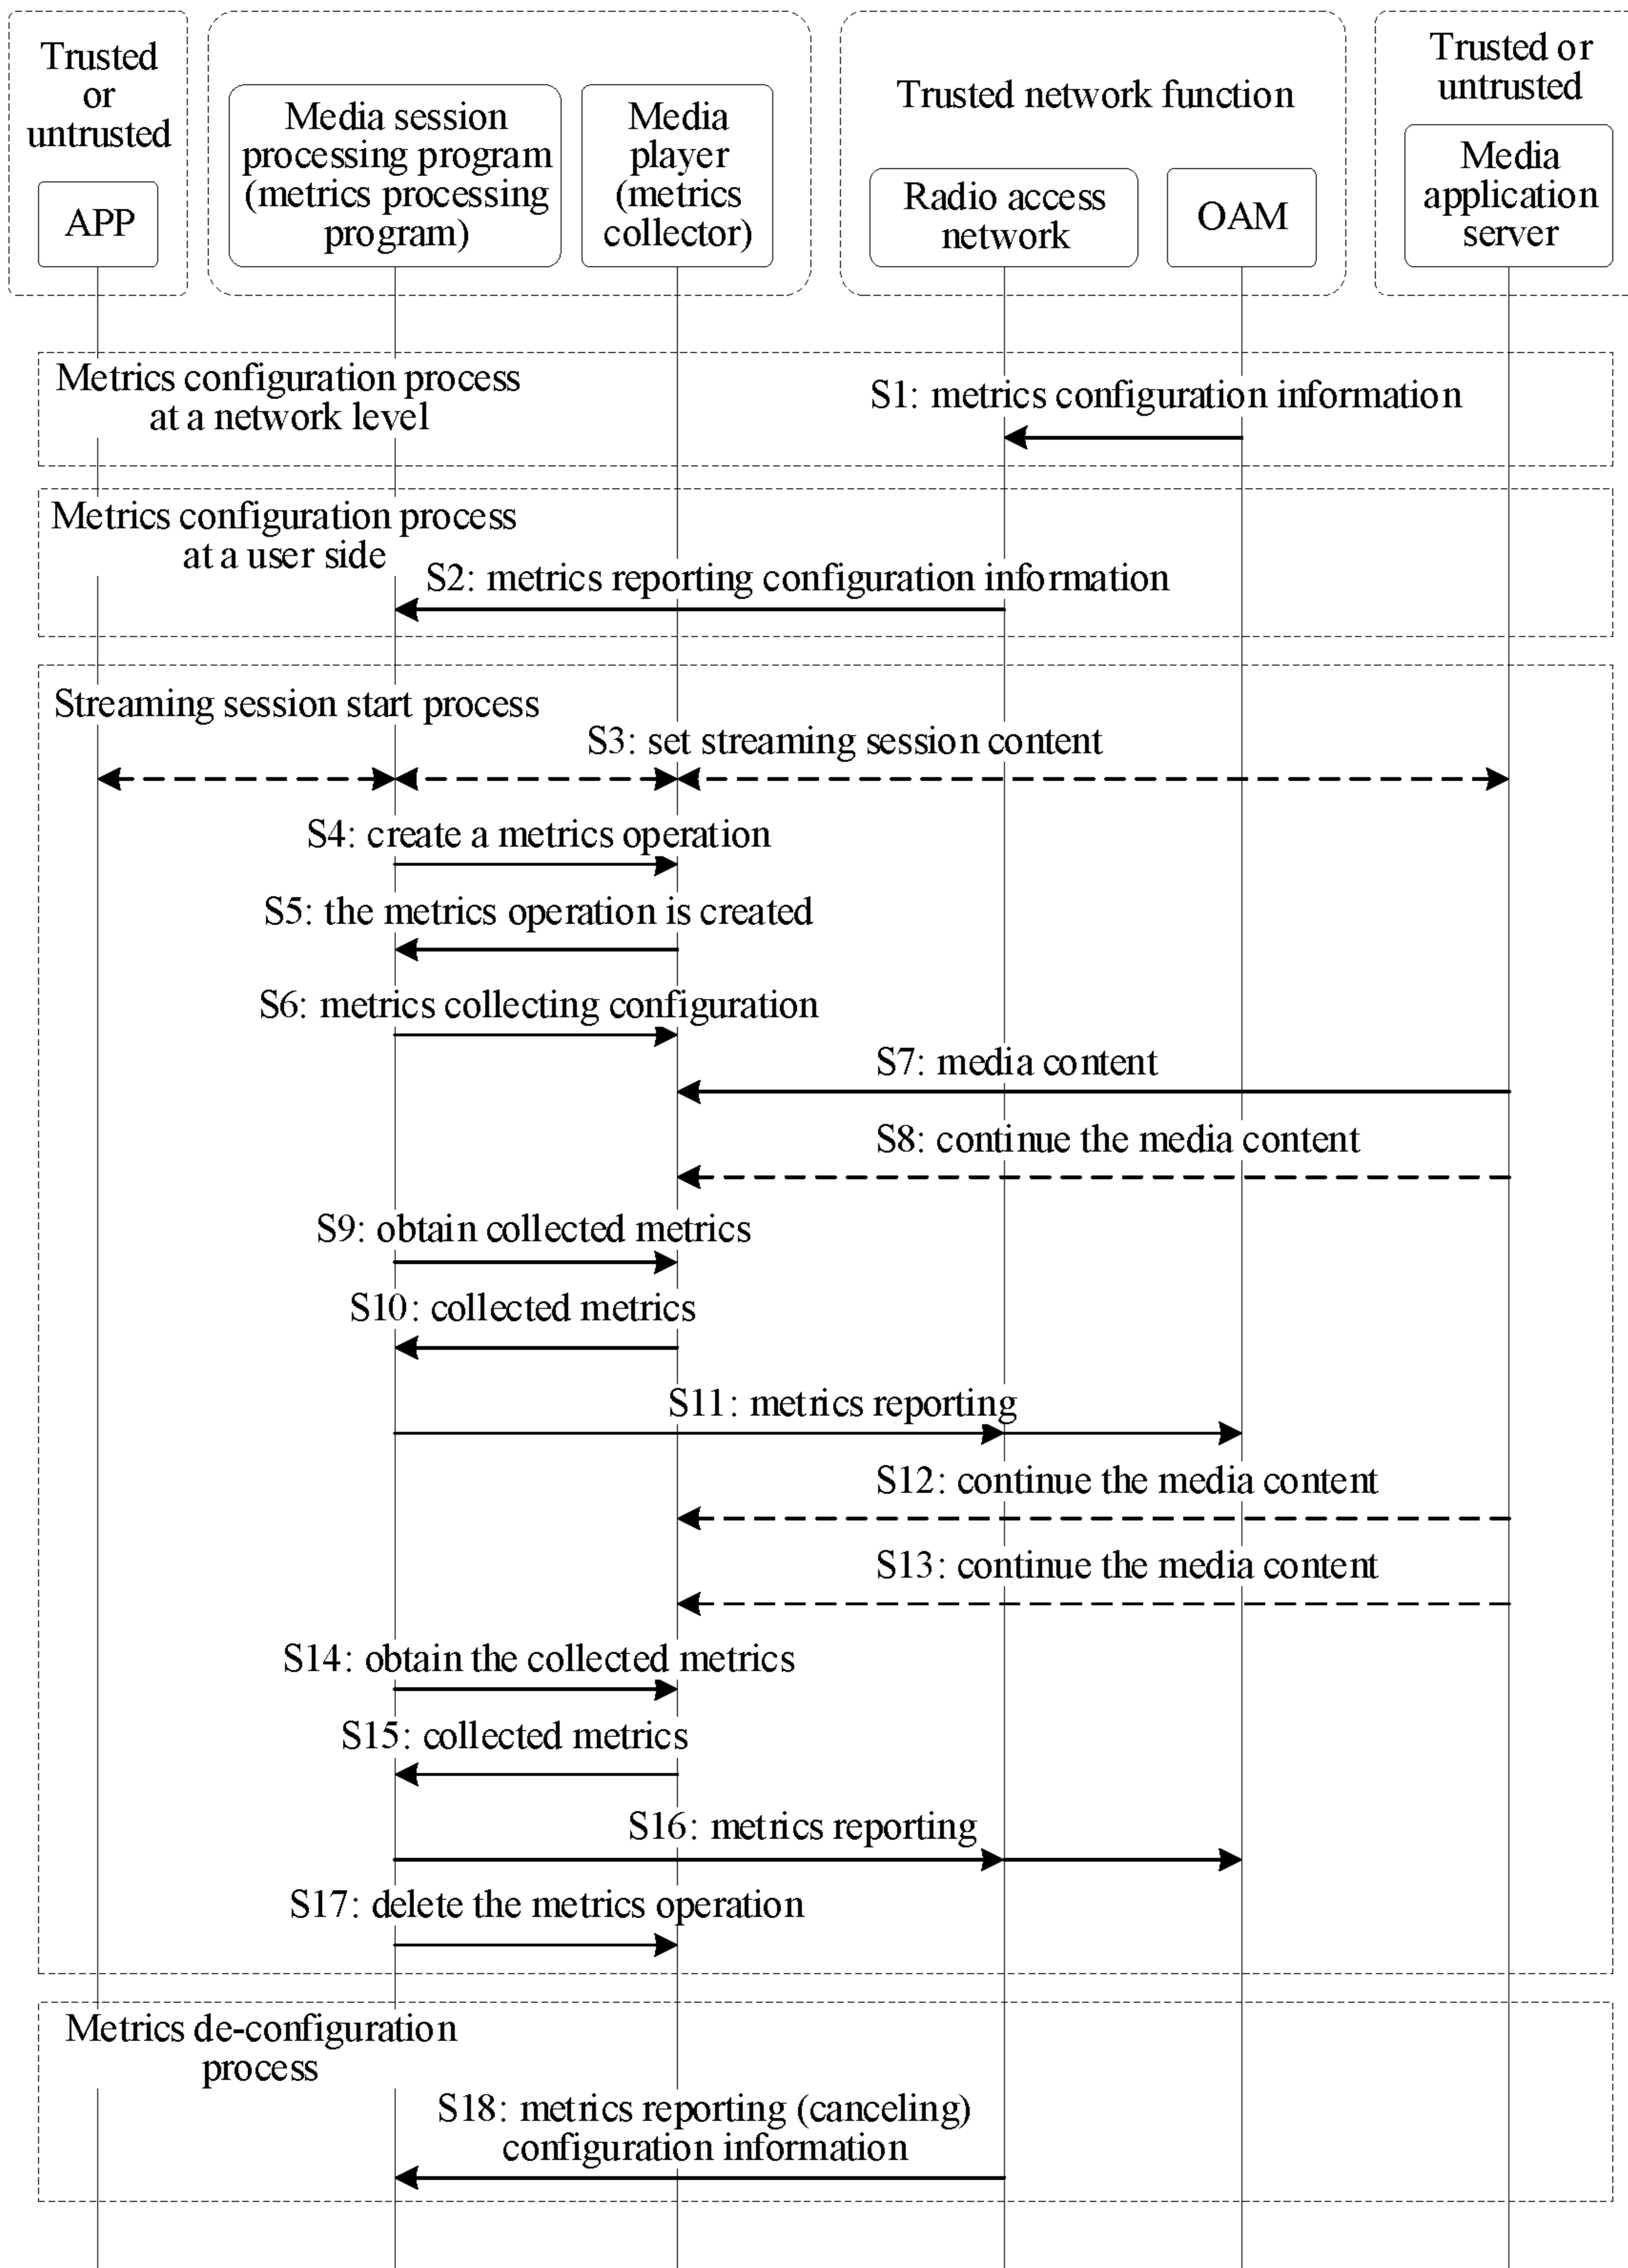 Trusted
or
untrusted
APP
Media session
processing program
(metrics processing
program)
Media
player
(metrics
collector)
Trusted network function
Radio access
network
OAM
Trusted or
untrusted
Media
application
server
Metrics configuration process
at a network level
S1: metrics configuration information
Metrics configuration process
at a user side
S2: metrics reporting configuration information
Streaming session start process
S3: set streaming session content
S4: create a metrics operation
S5: the metrics operation is created
S6: metrics collecting configuration
S7: media content
S8: continue the media content
S9: obtain collected metrics
S10: collected metrics
S11: metrics reporting
S12: continue the media content
S13: continue the media content
S14: obtain the collected metrics
S15: collected metrics
S16: metrics reporting
S17: delete the metrics operation
Metrics de-configuration
process
S18: metrics reporting (canceling)
configuration information